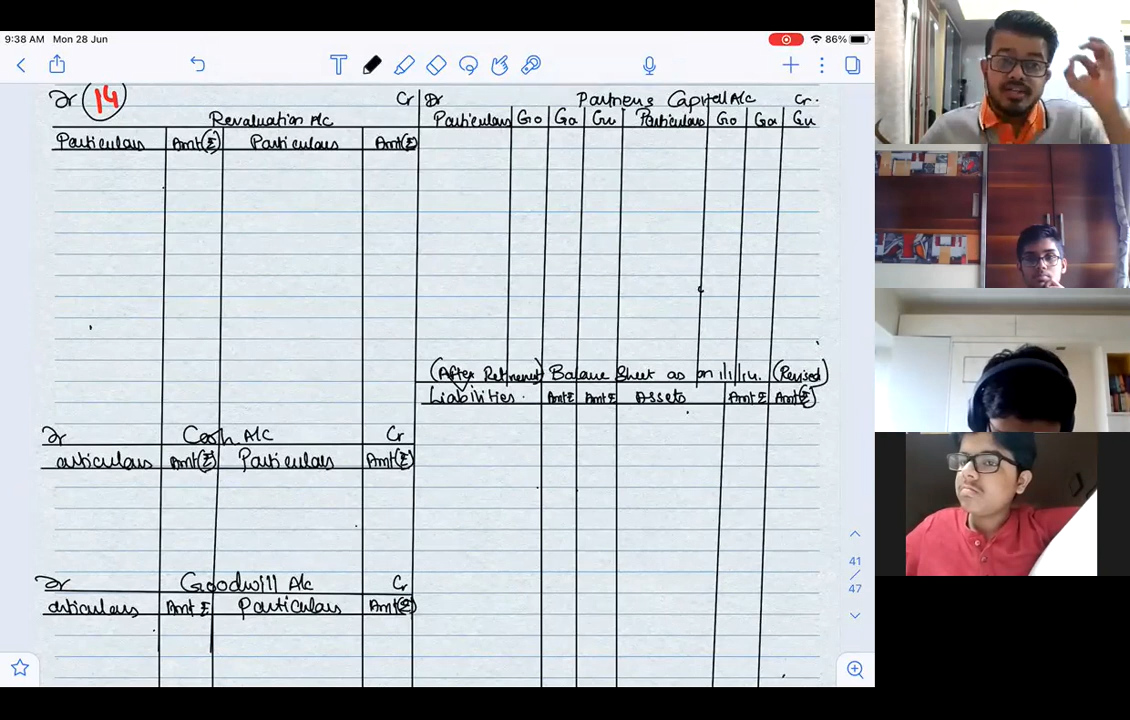 9:38 AM Mon 28 Jun
86%
Dr 14 Cr
Revaluation A/c
Particulars Amt(₹) Particulars Amt(₹)
Dr Partners Capital A/c Cr.
Particulars Go Ga Gu Particulars Go Ga Gu
(After Retirement) Balance Sheet as on 1/1/14. (Revised)
Liabilities. Amt ₹ Amt ₹ Assets Amt ₹ Amt(₹)
Dr Cash A/c Cr
articulars Amt(₹) Particulars Amt(₹)
Dr Goodwill A/c Cr
articulars Amt ₹ Particulars Amt(₹)
41
/
47